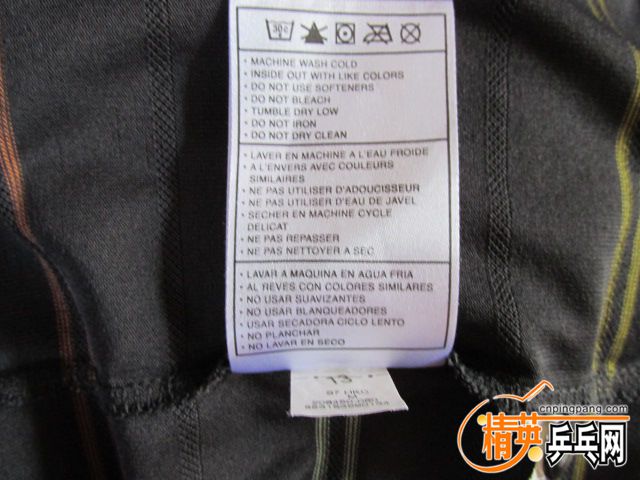 30c
• MACHINE WASH COLD
• INSIDE OUT WITH LIKE COLORS
• DO NOT USE SOFTENERS
• DO NOT BLEACH
• TUMBLE DRY LOW
• DO NOT IRON
• DO NOT DRY CLEAN
• LAVER EN MACHINE A L'EAU FROIDE
• A L'ENVERS AVEC COULEURS
SIMILAIRES
• NE PAS UTILISER D'ADOUCISSEUR
• NE PAS UTILISER D'EAU DE JAVEL
• SECHER EN MACHINE CYCLE
DELICAT
• NE PAS REPASSER
• NE PAS NETTOYER A SEC
• LAVAR A MAQUINA EN AGUA FRIA
• AL REVES CON COLORES SIMILARES
• NO USAR SUAVIZANTES
• NO USAR BLANQUEADORES
• USAR SECADORA CICLO LENTO
• NO PLANCHAR
• NO LAVAR EN SECO
13
M
cnpingpang.com
精英乒乓网